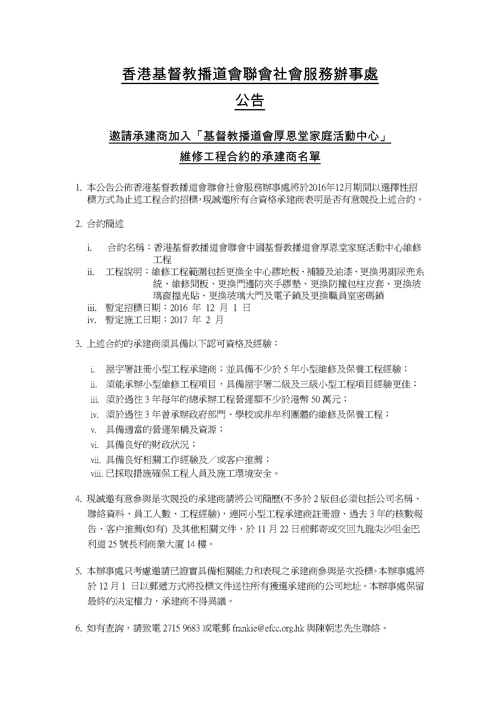 香港基督教播道會聯會社會服務辦事處
公告
邀請承建商加入「基督教播道會厚恩堂家庭活動中心」
維修工程合約的承建商名單
1. 本公告公佈香港基督教播道會聯會社會服務辦事處將於2016年12月期間以選擇性招
標方式為上述工程合約招標，現誠邀所有合資格承建商表明是否有意競投上述合約。
2. 合約簡述
i. 合約名稱：香港基督教播道會聯會中國基督教播道會厚恩堂家庭活動中心維修
工程
ii. 工程說明：維修工程範圍包括更換全中心膠地板、補牆及油漆、更換男廁尿兜系
統、維修閘板、更換門邊防夾手膠墊、更換防撞包柱皮套、更換玻
璃窗擋光貼、更換玻璃大門及電子鎖及更換職員室密碼鎖
iii. 暫定招標日期：2016 年 12 月 1 日
iv. 暫定施工日期：2017 年 2 月
3. 上述合約的承建商須具備以下認可資格及經驗：
i. 屋宇署註冊小型工程承建商；並具備不少於 5 年小型維修及保養工程經驗；
ii. 須能承辦小型維修工程項目，具備屋宇署二級及三級小型工程項目經驗更佳；
iii. 須於過往 3 年每年的總承辦工程營運額不少於港幣 50 萬元；
iv. 須於過往 3 年曾承辦政府部門、學校或非牟利團體的維修及保養工程；
v. 具備適當的營運架構及資源；
vi. 具備良好的財政狀況；
vii. 具備良好相關工作經驗及／或客戶推薦；
viii. 已採取措施確保工程人員及施工環境安全。
4. 現誠邀有意參與是次競投的承建商請將公司簡歷(不多於 2 版但必須包括公司名稱、
聯絡資料、員工人數、工程經驗)，連同小型工程承建商註冊證、過去 3 年的核數報
告、客戶推薦(如有) 及其他相關文件，於 11 月 22 日前郵寄或交回九龍尖沙咀金巴
利道 25 號長利商業大廈 14 樓。
5. 本辦事處只考慮邀請已證實具備相關能力和表現之承建商參與是次投標。本辦事處將
於 12 月 1 日以郵遞方式將投標文件送往所有獲選承建商的公司地址。本辦事處保留
最終的決定權力，承建商不得異議。
6. 如有查詢，請致電 2715 9683 或電郵 frankie@efcc.org.hk 與陳朝忠先生聯絡。